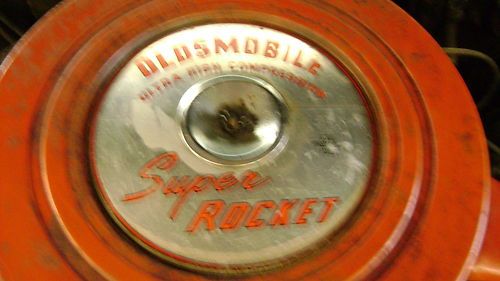 OLDSMOBILE
ULTRA HIGH COMPRESSION
Super
ROCKET